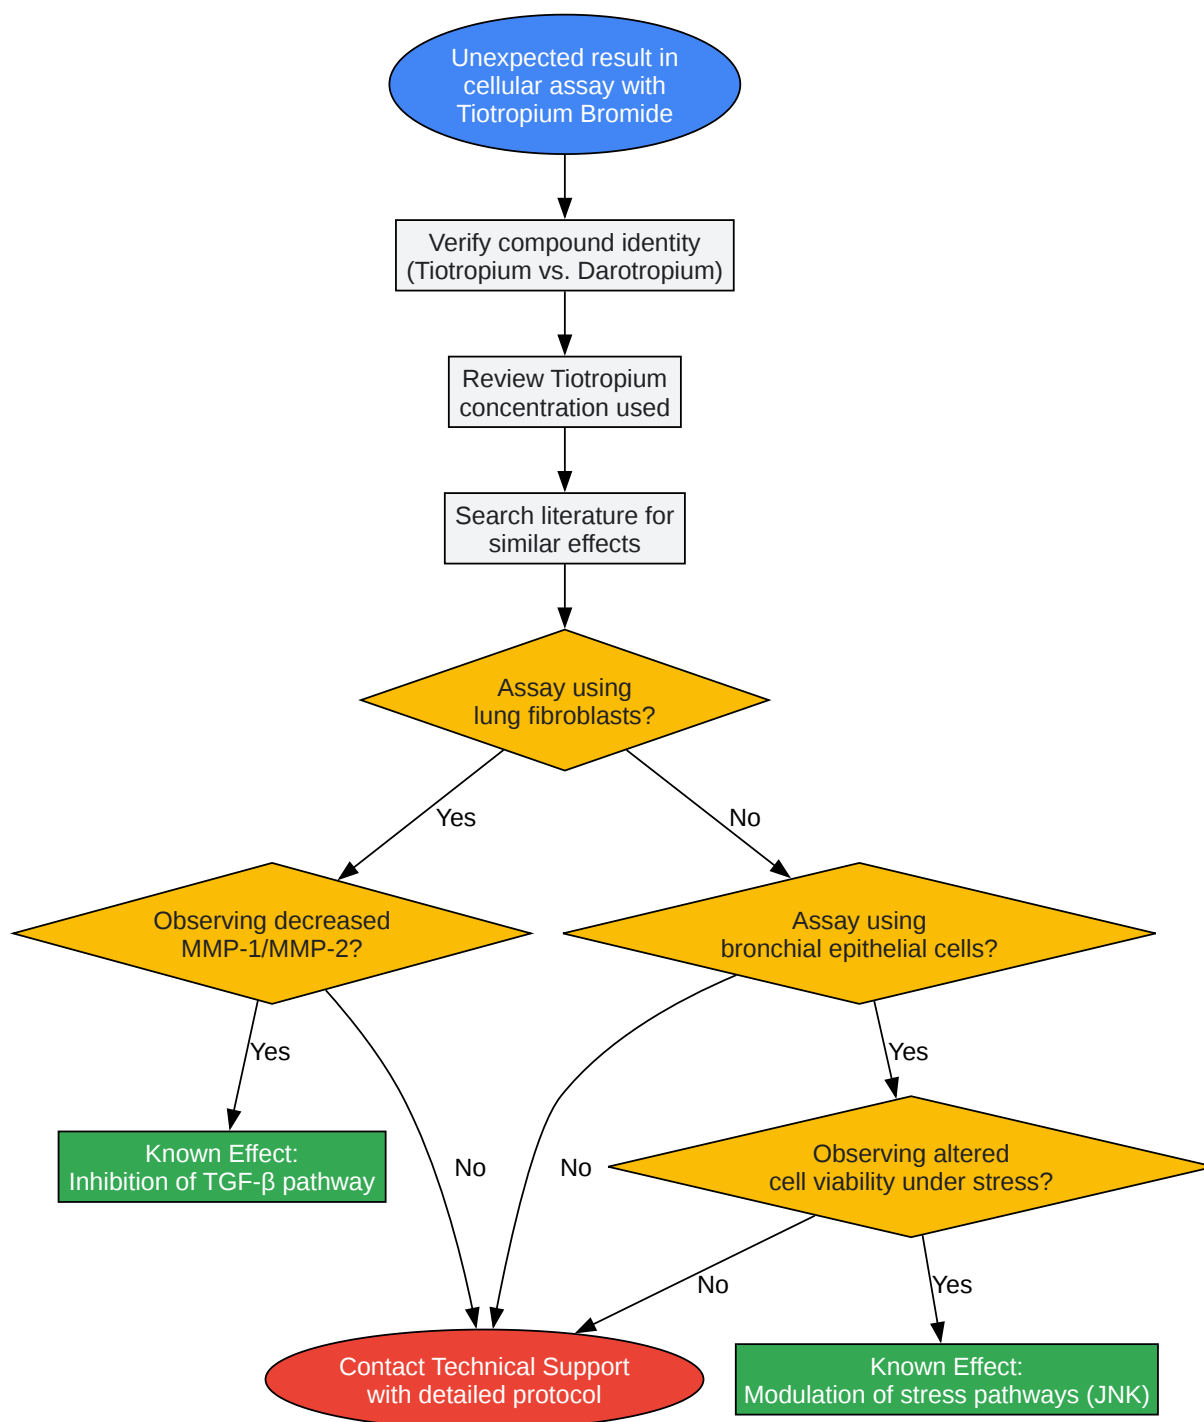 Unexpected result in
cellular assay with
Tiotropium Bromide
Verify compound identity
(Tiotropium vs. Darotropium)
Review Tiotropium
concentration used
Search literature for
similar effects
Assay using
lung fibroblasts?
Yes
No
Observing decreased
MMP-1/MMP-2?
Assay using
bronchial epithelial cells?
Yes
Yes
Known Effect:
Inhibition of TGF-β pathway
No
No
Observing altered
cell viability under stress?
No
Yes
Contact Technical Support
with detailed protocol
Known Effect:
Modulation of stress pathways (JNK)